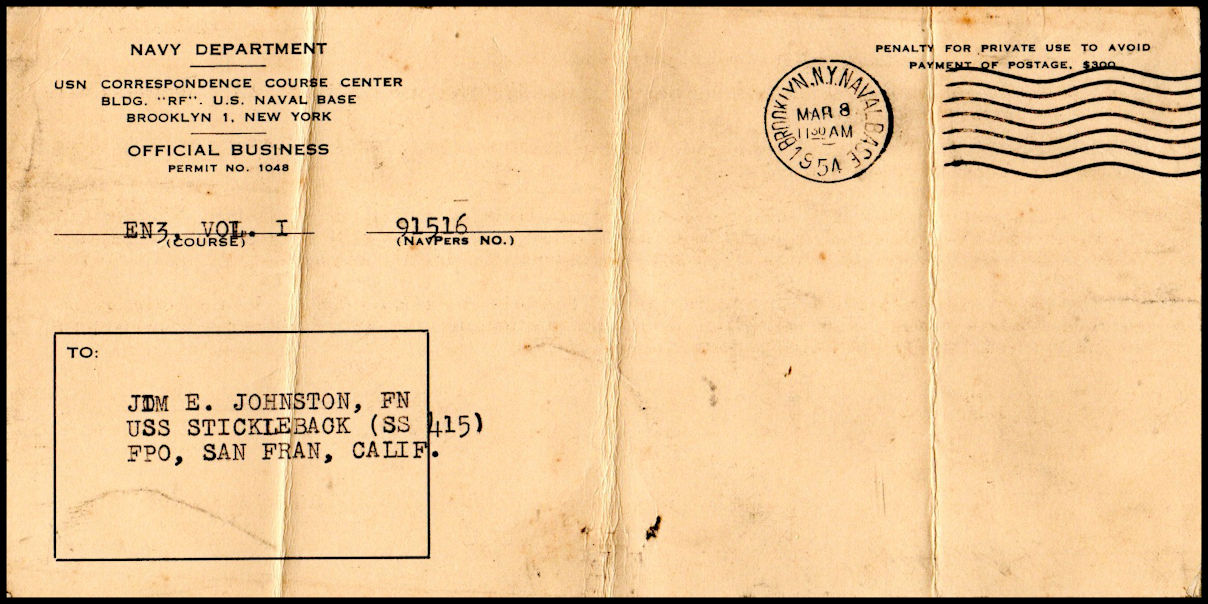 NAVY DEPARTMENT
USN CORRESPONDENCE COURSE CENTER
BLDG. "RF". U.S. NAVAL BASE
BROOKLYN 1, NEW YORK
OFFICIAL BUSINESS
PERMIT NO. 1048
PENALTY FOR PRIVATE USE TO AVOID
PAYMENT OF POSTAGE, $300
BROOKLYN, N.Y. NAVAL BASE
MAR 8
11 30 AM
1954
EN3, VOL. I 91516
(COURSE) (NAVPERS NO.)
TO:
JIM E. JOHNSTON, FN
USS STICKLEBACK (SS 415)
FPO, SAN FRAN, CALIF.